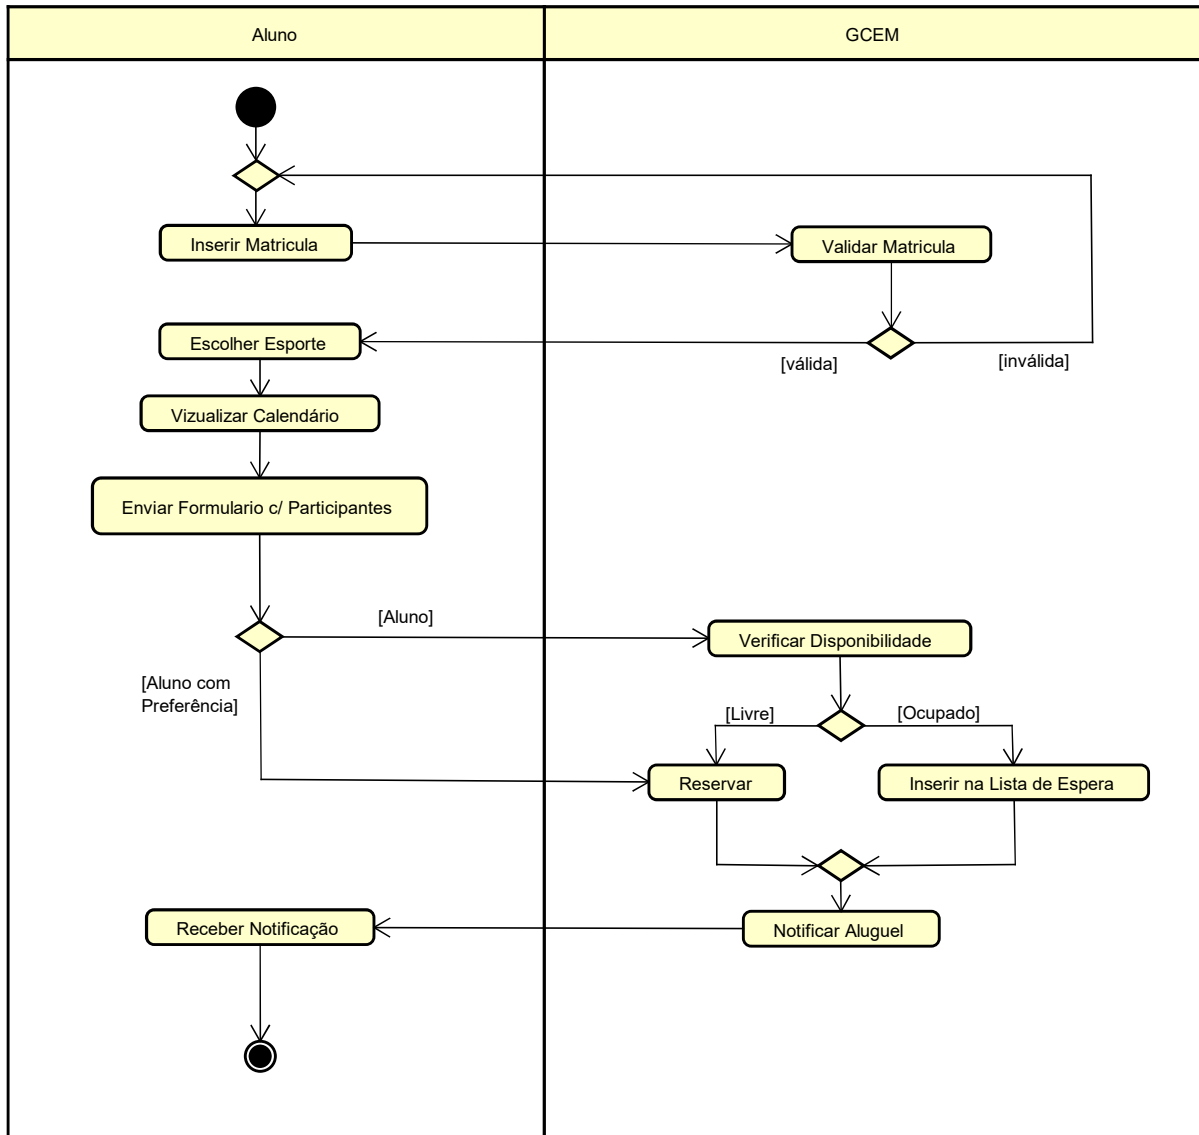 Aluno
GCEM
Inserir Matricula
Validar Matricula
Escolher Esporte
[válida]
[inválida]
Vizualizar Calendário
Enviar Formulario c/ Participantes
[Aluno]
Verificar Disponibilidade
[Aluno com
Preferência]
[Livre]
[Ocupado]
Reservar
Inserir na Lista de Espera
Receber Notificação
Notificar Aluguel